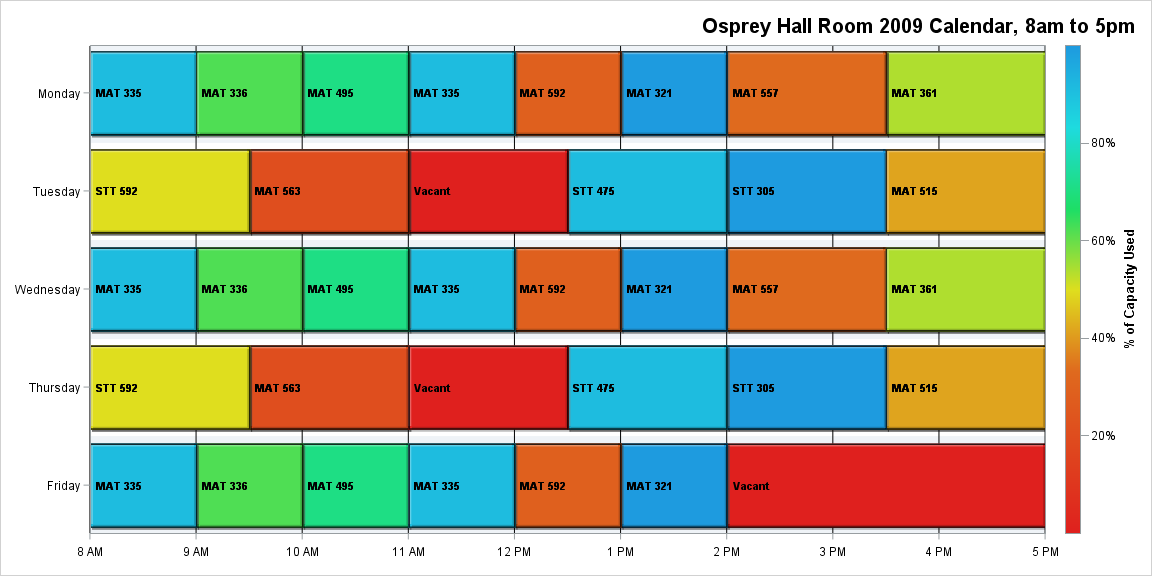 Osprey Hall Room 2009 Calendar, 8am to 5pm
Monday
MAT 335
MAT 336
MAT 495
MAT 335
MAT 592
MAT 321
MAT 557
MAT 361
Tuesday
STT 592
MAT 563
Vacant
STT 475
STT 305
MAT 515
Wednesday
MAT 335
MAT 336
MAT 495
MAT 335
MAT 592
MAT 321
MAT 557
MAT 361
Thursday
STT 592
MAT 563
Vacant
STT 475
STT 305
MAT 515
Friday
MAT 335
MAT 336
MAT 495
MAT 335
MAT 592
MAT 321
Vacant
8 AM
9 AM
10 AM
11 AM
12 PM
1 PM
2 PM
3 PM
4 PM
5 PM
80%
60%
40%
20%
% of Capacity Used